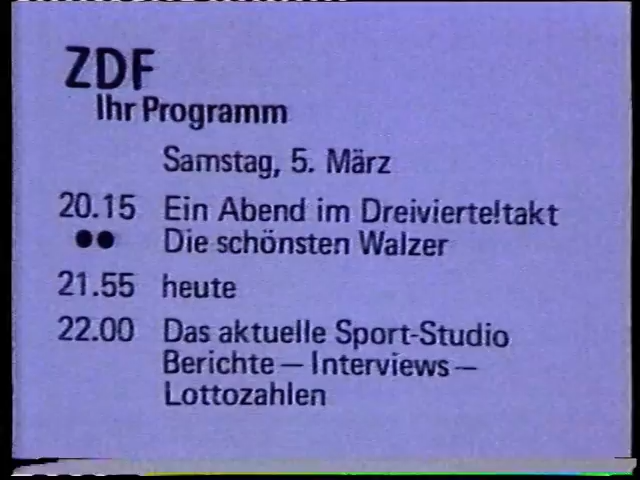 ZDF
Ihr Programm
Samstag, 5. März
20.15 Ein Abend im Dreivierteltakt
●● Die schönsten Walzer
21.55 heute
22.00 Das aktuelle Sport-Studio
Berichte – Interviews –
Lottozahlen